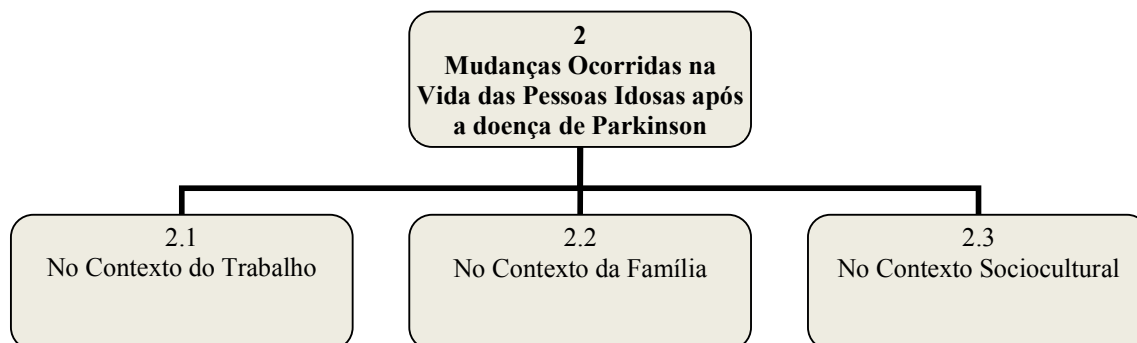 2
Mudanças Ocorridas na
Vida das Pessoas Idosas após
a doença de Parkinson
2.1
No Contexto do Trabalho
2.2
No Contexto da Família
2.3
No Contexto Sociocultural